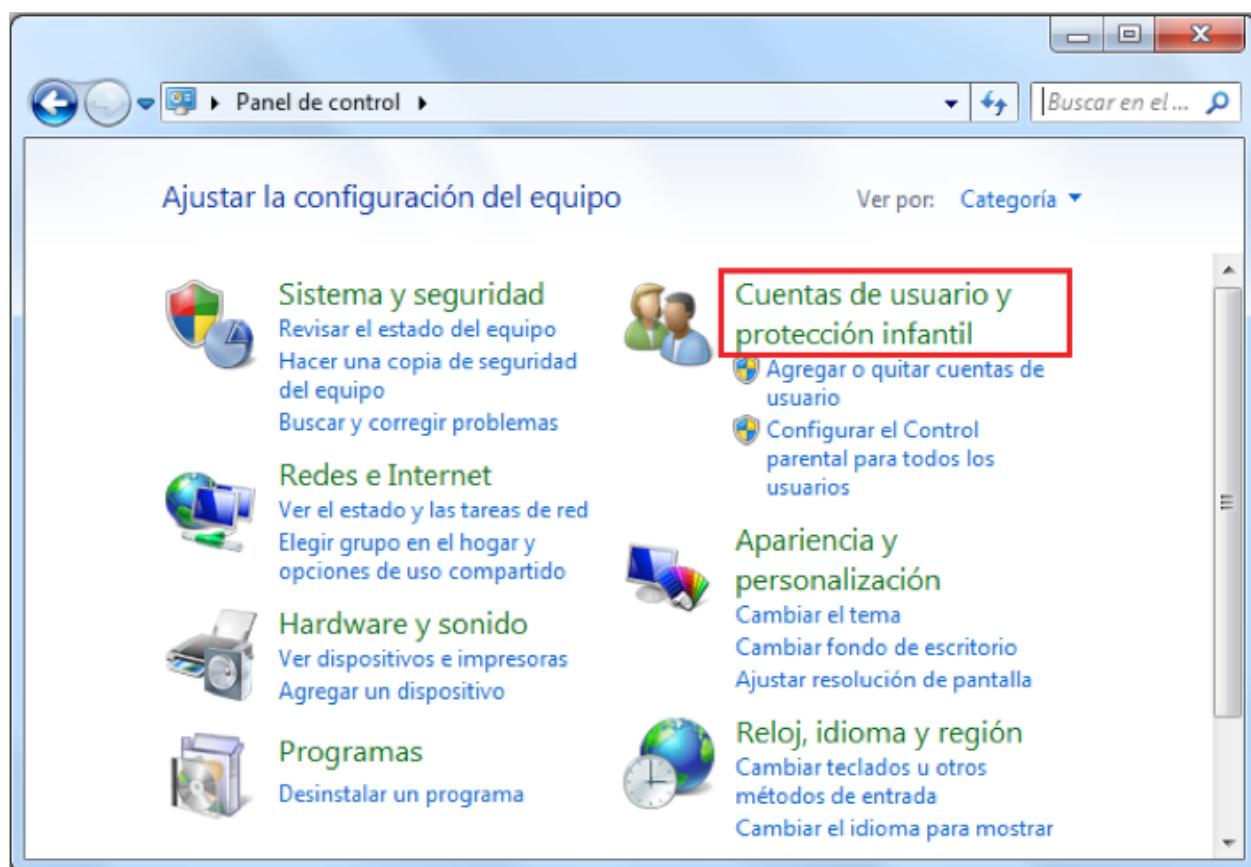 Panel de control
Buscar en el ...
Ajustar la configuración del equipo
Ver por: Categoría
Sistema y seguridad
Revisar el estado del equipo
Hacer una copia de seguridad
del equipo
Buscar y corregir problemas
Redes e Internet
Ver el estado y las tareas de red
Elegir grupo en el hogar y
opciones de uso compartido
Hardware y sonido
Ver dispositivos e impresoras
Agregar un dispositivo
Programas
Desinstalar un programa
Cuentas de usuario y
protección infantil
Agregar o quitar cuentas de
usuario
Configurar el Control
parental para todos los
usuarios
Apariencia y
personalización
Cambiar el tema
Cambiar fondo de escritorio
Ajustar resolución de pantalla
Reloj, idioma y región
Cambiar teclados u otros
métodos de entrada
Cambiar el idioma para mostrar